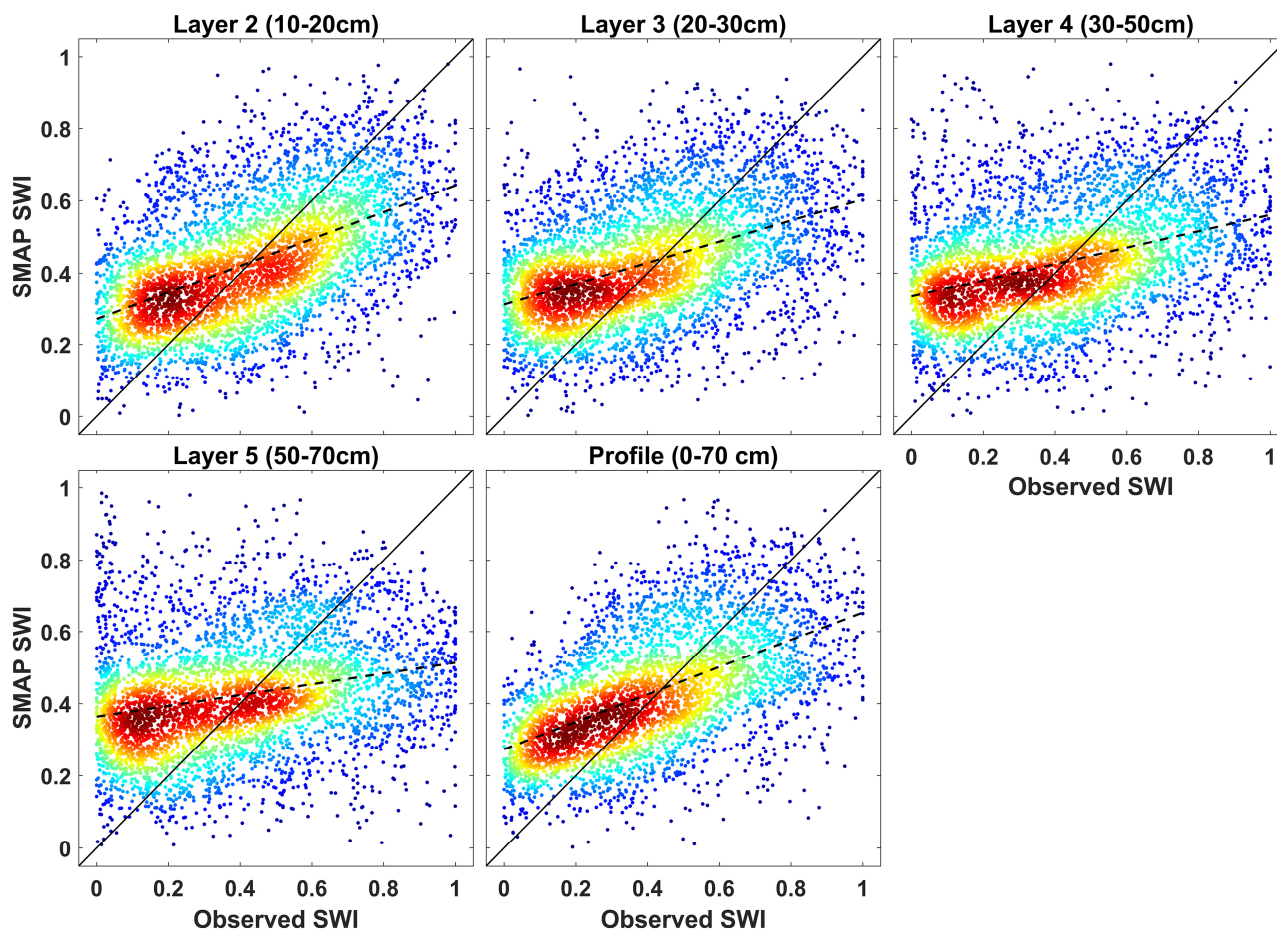 Layer 2 (10-20cm)
Layer 3 (20-30cm)
Layer 4 (30-50cm)
1
0.8
0.6
0.4
0.2
0
SMAP SWI
0 0.2 0.4 0.6 0.8 1
Observed SWI
Layer 5 (50-70cm)
Profile (0-70 cm)
1
0.8
0.6
0.4
0.2
0
SMAP SWI
0 0.2 0.4 0.6 0.8 1
Observed SWI
0 0.2 0.4 0.6 0.8 1
Observed SWI